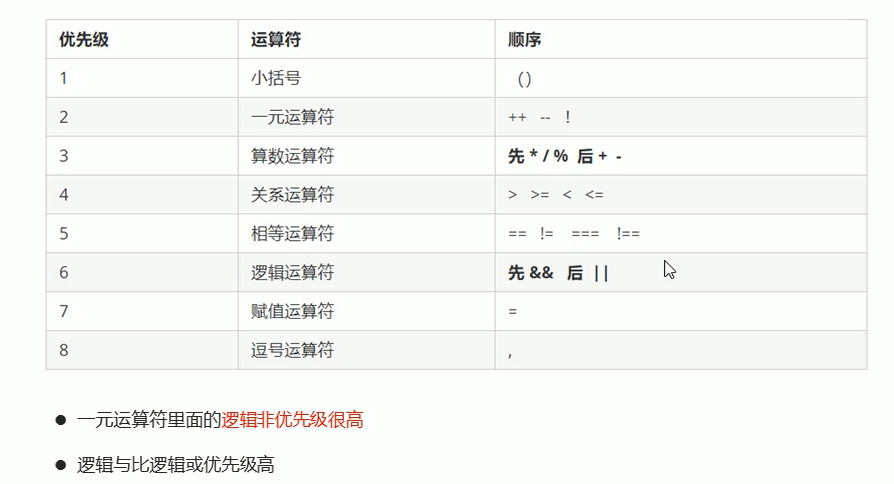 优先级 运算符 顺序
1 小括号 ()
2 一元运算符 ++ -- !
3 算数运算符 先 * / % 后 + -
4 关系运算符 > >= < <=
5 相等运算符 == != === !==
6 逻辑运算符 先 && 后 ||
7 赋值运算符 =
8 逗号运算符 ,
● 一元运算符里面的逻辑非优先级很高
● 逻辑与比逻辑或优先级高